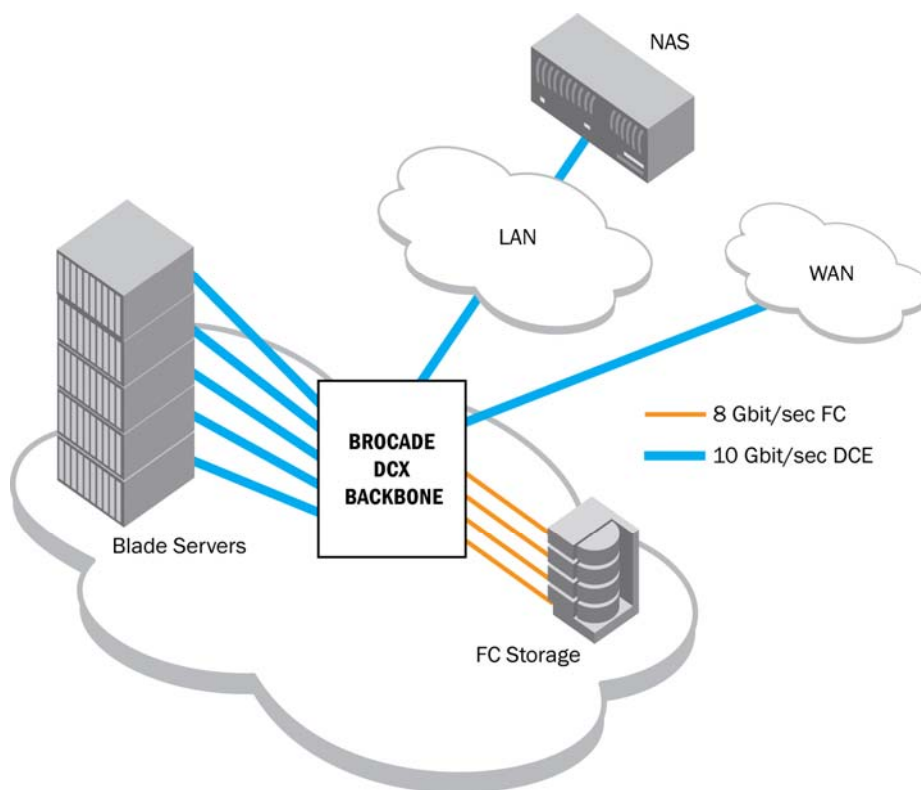 NAS
LAN
WAN
8 Gbit/sec FC
10 Gbit/sec DCE
BROCADE
DCX
BACKBONE
Blade Servers
FC Storage